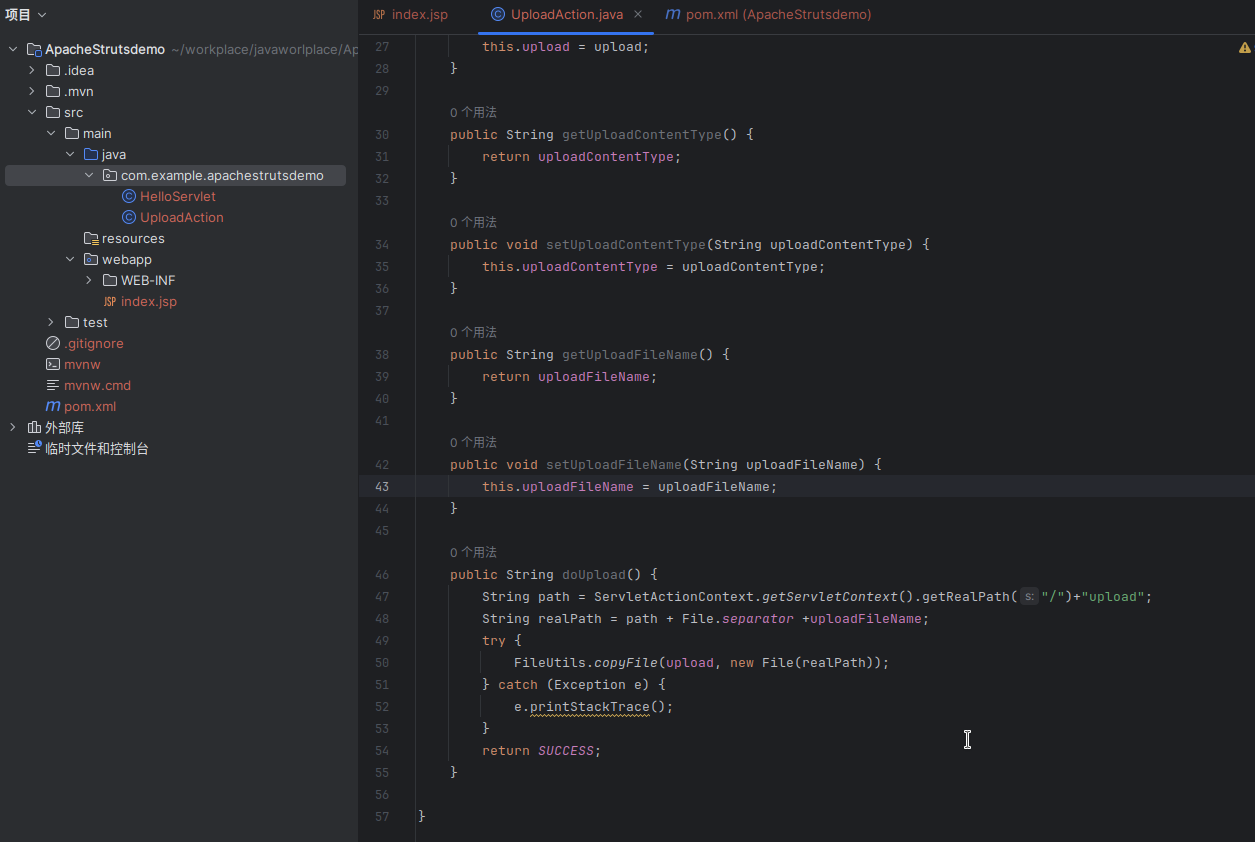 项目
ApacheStrutsdemo ~/workplace/javaworlplace/Ap
.idea
.mvn
src
main
java
com.example.apachestrutsdemo
HelloServlet
UploadAction
resources
webapp
WEB-INF
JSP index.jsp
test
.gitignore
mvnw
mvnw.cmd
m pom.xml
外部库
临时文件和控制台
JSP index.jsp
C UploadAction.java ×
m pom.xml (ApacheStrutsdemo)
27 this.upload = upload;
28 }
29
0 个用法
30 public String getUploadContentType() {
31 return uploadContentType;
32 }
33
0 个用法
34 public void setUploadContentType(String uploadContentType) {
35 this.uploadContentType = uploadContentType;
36 }
37
0 个用法
38 public String getUploadFileName() {
39 return uploadFileName;
40 }
41
0 个用法
42 public void setUploadFileName(String uploadFileName) {
43 this.uploadFileName = uploadFileName;
44 }
45
0 个用法
46 public String doUpload() {
47 String path = ServletActionContext.getServletContext().getRealPath( s: "/")+"upload";
48 String realPath = path + File.separator +uploadFileName;
49 try {
50 FileUtils.copyFile(upload, new File(realPath));
51 } catch (Exception e) {
52 e.printStackTrace();
53 }
54 return SUCCESS;
55 }
56
57 }